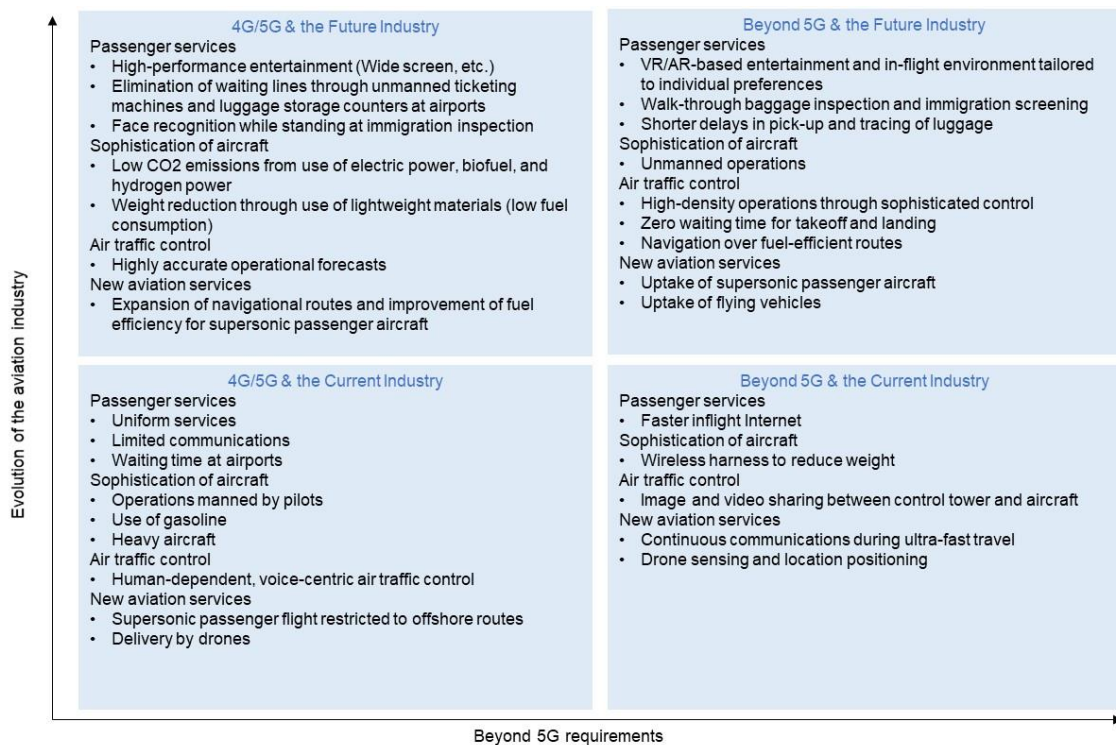 Evolution of the aviation industry
4G/5G & the Future Industry
Passenger services
• High-performance entertainment (Wide screen, etc.)
• Elimination of waiting lines through unmanned ticketing
machines and luggage storage counters at airports
• Face recognition while standing at immigration inspection
Sophistication of aircraft
• Low CO2 emissions from use of electric power, biofuel, and
hydrogen power
• Weight reduction through use of lightweight materials (low fuel
consumption)
Air traffic control
• Highly accurate operational forecasts
New aviation services
• Expansion of navigational routes and improvement of fuel
efficiency for supersonic passenger aircraft
Beyond 5G & the Future Industry
Passenger services
• VR/AR-based entertainment and in-flight environment tailored
to individual preferences
• Walk-through baggage inspection and immigration screening
• Shorter delays in pick-up and tracing of luggage
Sophistication of aircraft
• Unmanned operations
Air traffic control
• High-density operations through sophisticated control
• Zero waiting time for takeoff and landing
• Navigation over fuel-efficient routes
New aviation services
• Uptake of supersonic passenger aircraft
• Uptake of flying vehicles
4G/5G & the Current Industry
Passenger services
• Uniform services
• Limited communications
• Waiting time at airports
Sophistication of aircraft
• Operations manned by pilots
• Use of gasoline
• Heavy aircraft
Air traffic control
• Human-dependent, voice-centric air traffic control
New aviation services
• Supersonic passenger flight restricted to offshore routes
• Delivery by drones
Beyond 5G & the Current Industry
Passenger services
• Faster inflight Internet
Sophistication of aircraft
• Wireless harness to reduce weight
Air traffic control
• Image and video sharing between control tower and aircraft
New aviation services
• Continuous communications during ultra-fast travel
• Drone sensing and location positioning
Beyond 5G requirements